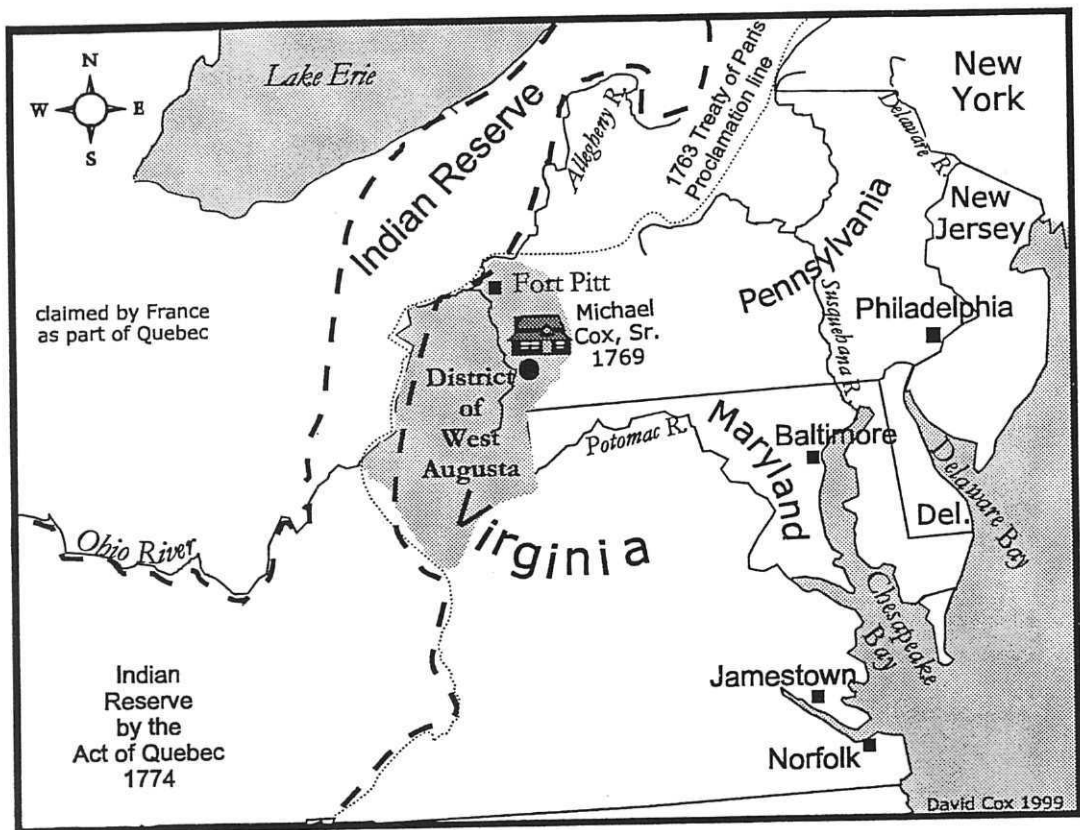 N
W E
S
Lake Erie
Indian Reserve
Allegheny R.
1763 Treaty of Paris
Proclamation line
New
York
Delaware R.
New
Jersey
Pennsylvania
Susquehana R.
Philadelphia
claimed by France
as part of Quebec
Fort Pitt
Michael
Cox, Sr.
1769
District
of
West
Augusta
Potomac R.
Maryland
Baltimore
Del.
Delaware Bay
Virginia
Ohio River
Chesapeake
Bay
Indian
Reserve
by the
Act of Quebec
1774
Jamestown
Norfolk
David Cox 1999